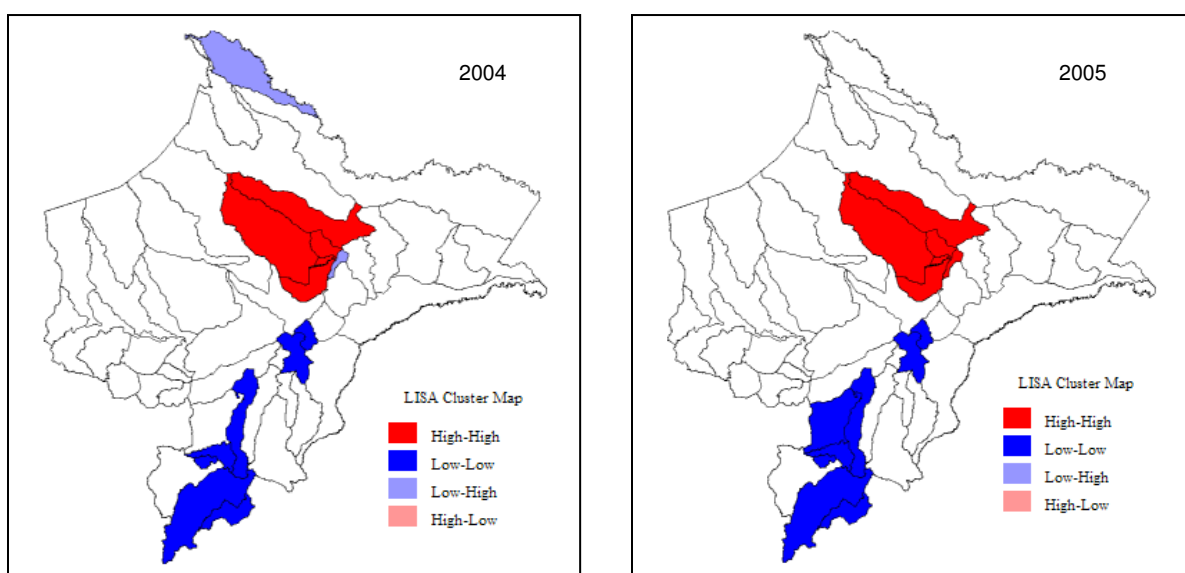 2004
LISA Cluster Map
High-High
Low-Low
Low-High
High-Low
2005
LISA Cluster Map
High-High
Low-Low
Low-High
High-Low